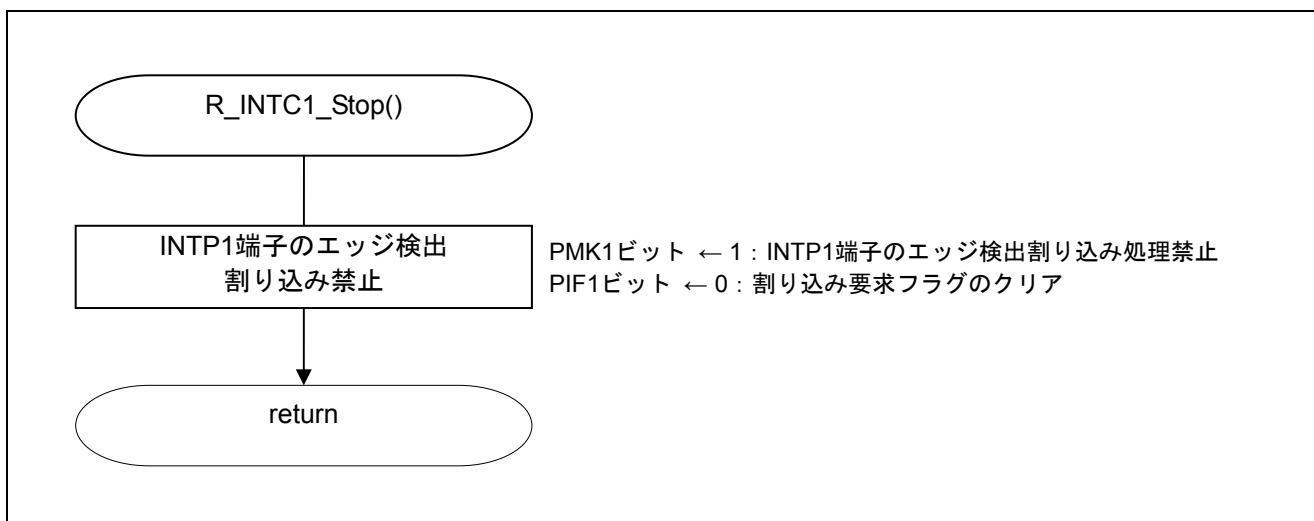 R_INTC1_Stop()
INTP1端子のエッジ検出
割り込み禁止
PMK1ビット ← 1：INTP1端子のエッジ検出割り込み処理禁止
PIF1ビット ← 0：割り込み要求フラグのクリア
return